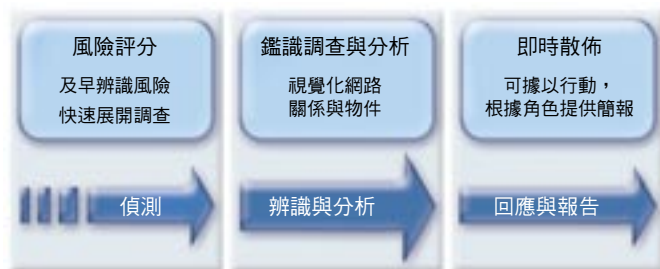 風險評分
及早辨識風險
快速展開調查
偵測
鑑識調查與分析
視覺化網路
關係與物件
辨識與分析
即時散佈
可據以行動，
根據角色提供簡報
回應與報告